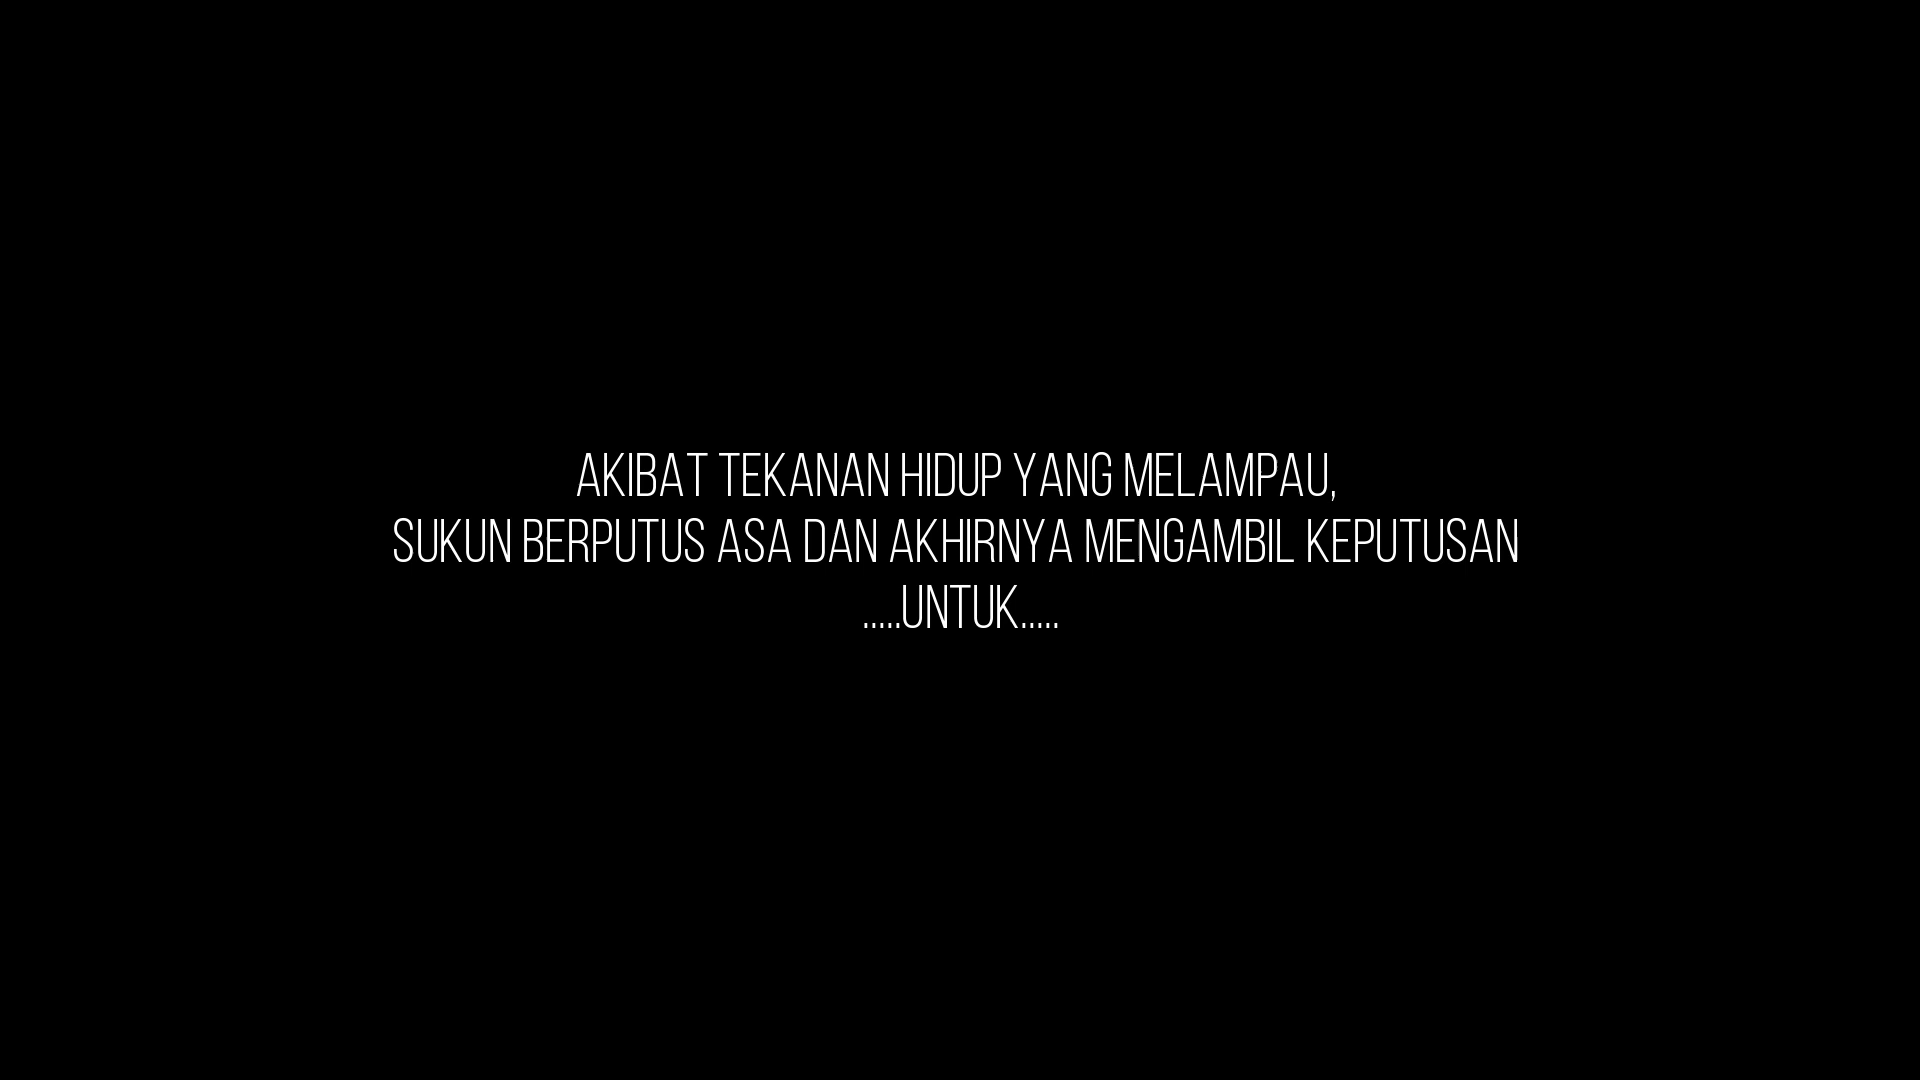 AKIBAT TEKANAN HIDUP YANG MELAMPAU,
SUKUN BERPUTUS ASA DAN AKHIRNYA MENGAMBIL KEPUTUSAN
.....UNTUK.....